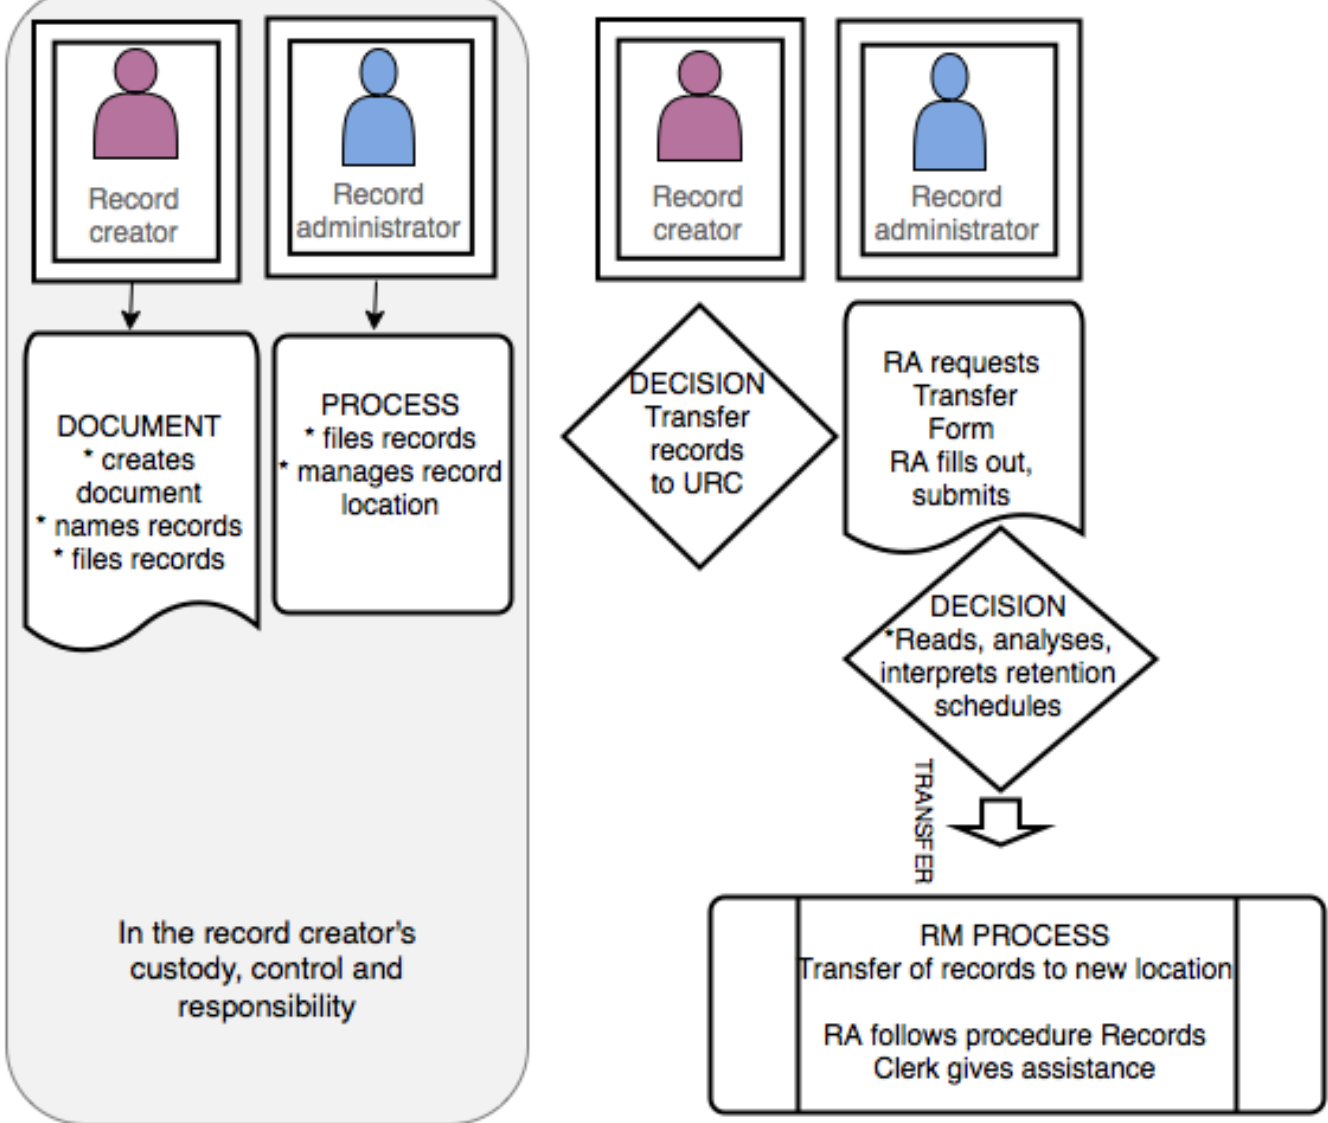 Record
creator
Record
administrator
DOCUMENT
* creates
document
* names records
* files records
PROCESS
* files records
* manages record
location
In the record creator's
custody, control and
responsibility
Record
creator
Record
administrator
DECISION
Transfer
records
to URC
RA requests
Transfer
Form
RA fills out,
submits
DECISION
*Reads, analyses,
interprets retention
schedules
TRANSFER
RM PROCESS
Transfer of records to new location
RA follows procedure Records
Clerk gives assistance